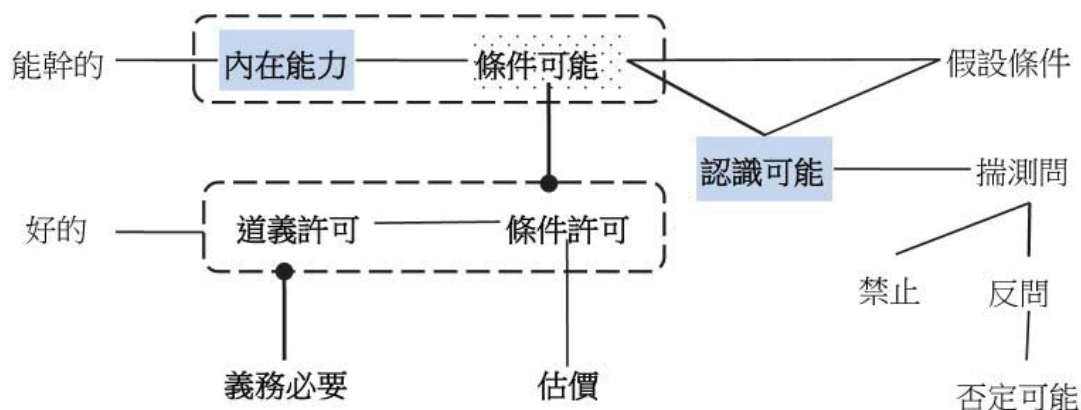 能幹的
內在能力
條件可能
假設條件
認識可能
揣測問
好的
道義許可
條件許可
禁止
反問
義務必要
估價
否定可能